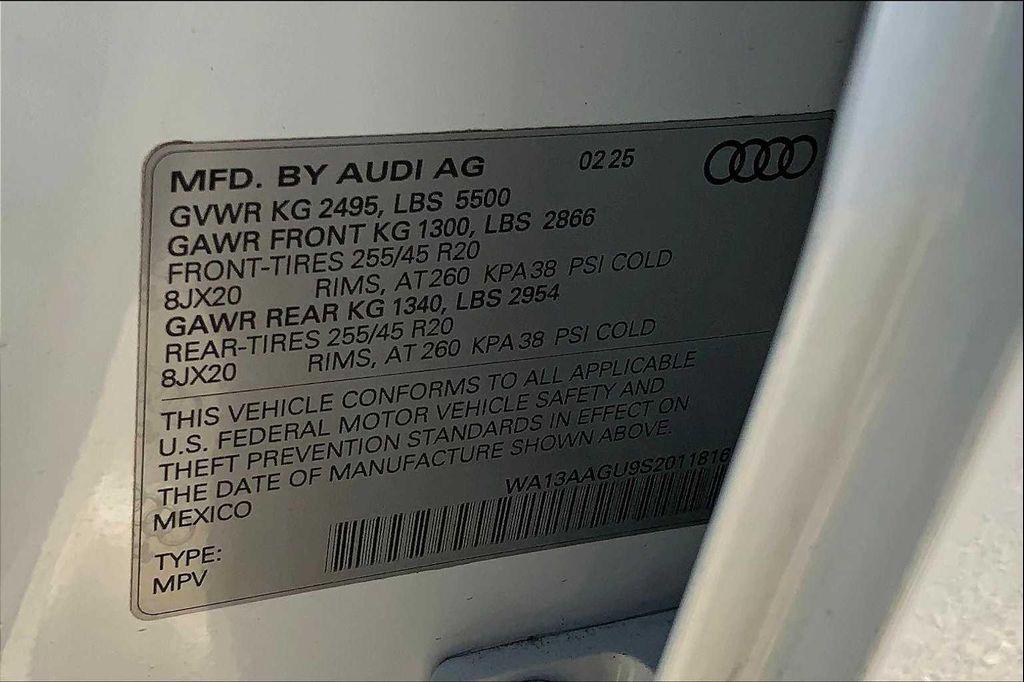 MFD. BY AUDI AG 02 25
GVWR KG 2495, LBS 5500
GAWR FRONT KG 1300, LBS 2866
FRONT-TIRES 255/45 R20
8JX20 RIMS, AT 260 KPA 38 PSI COLD
GAWR REAR KG 1340, LBS 2954
REAR-TIRES 255/45 R20
8JX20 RIMS, AT 260 KPA 38 PSI COLD
THIS VEHICLE CONFORMS TO ALL APPLICABLE
U.S. FEDERAL MOTOR VEHICLE SAFETY AND
THEFT PREVENTION STANDARDS IN EFFECT ON
THE DATE OF MANUFACTURE SHOWN ABOVE.
MEXICO WA13AAGU9S2011816
TYPE:
MPV